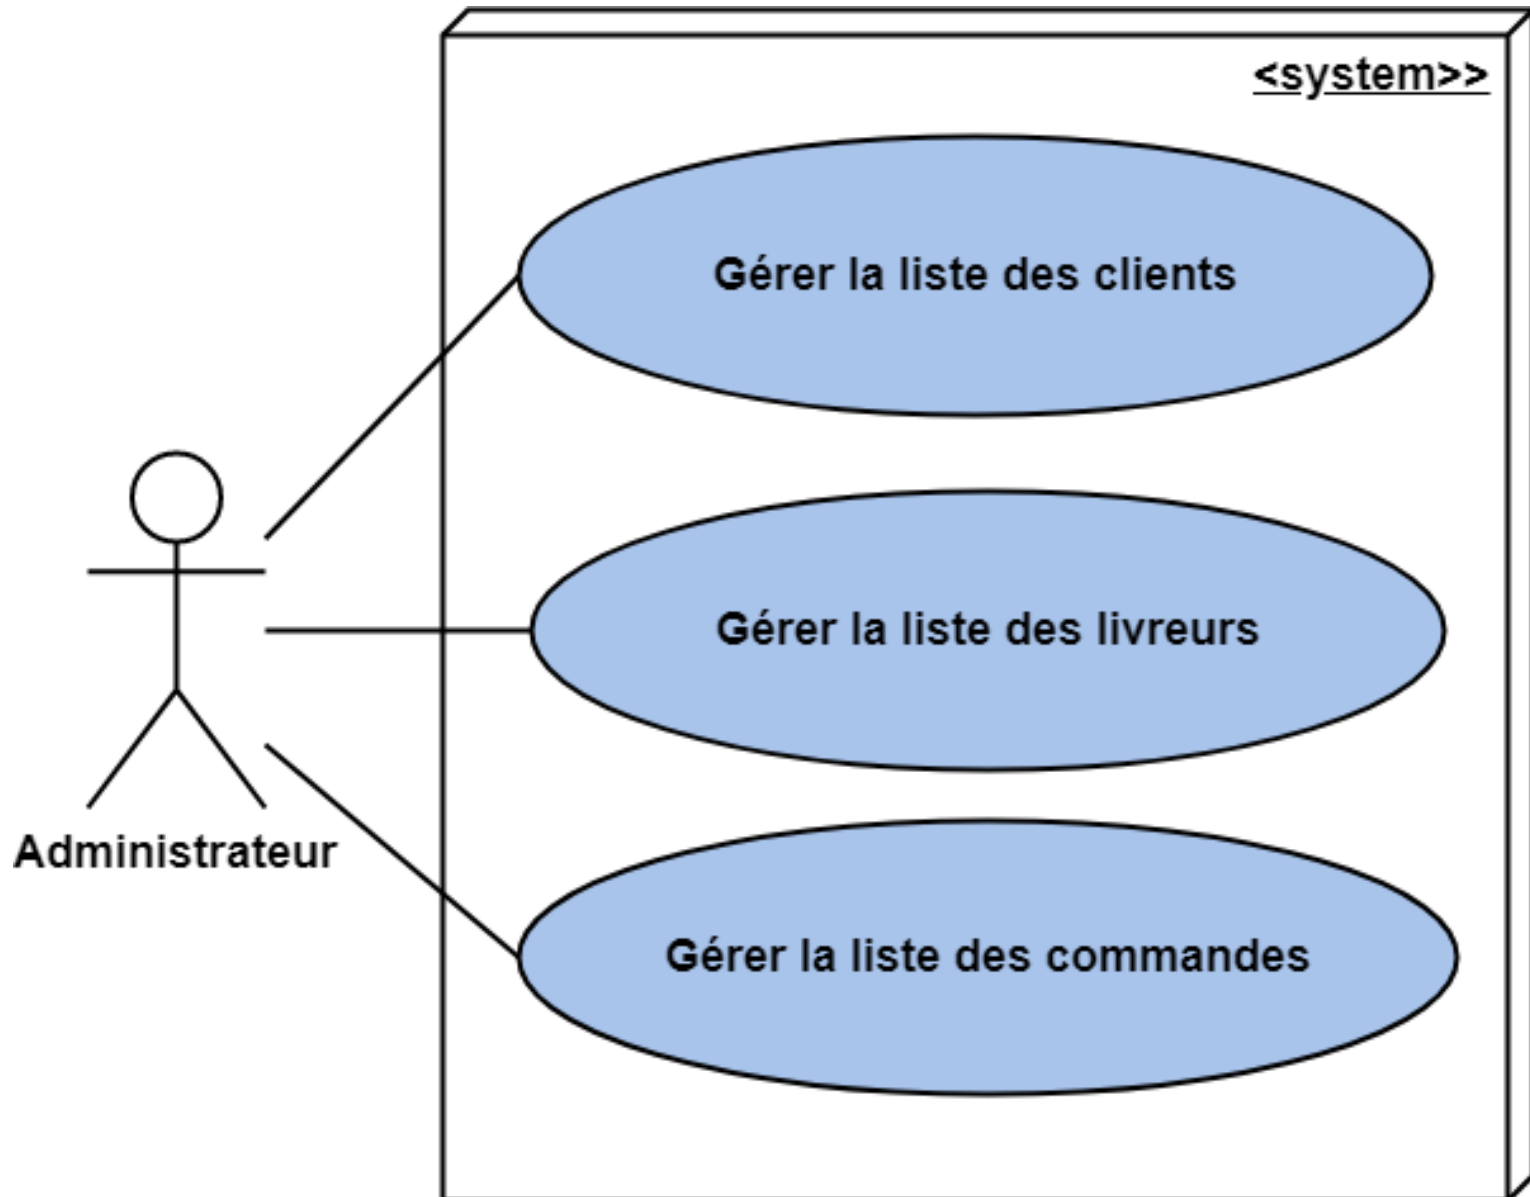 <system>>
Gérer la liste des clients
Gérer la liste des livreurs
Administrateur
Gérer la liste des commandes